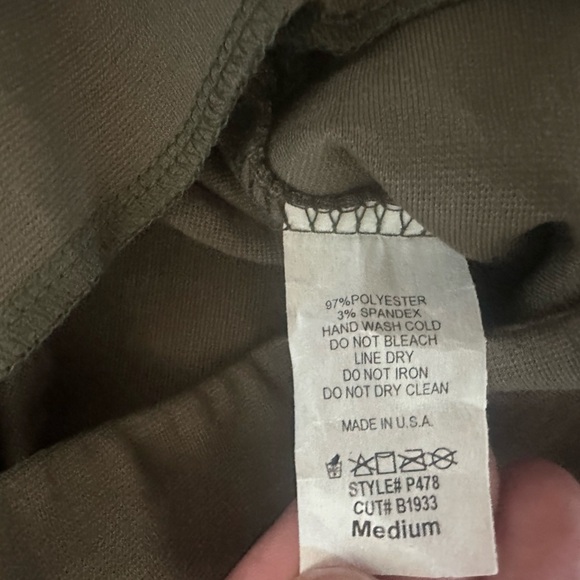 97%POLYESTER
3% SPANDEX
HAND WASH COLD
DO NOT BLEACH
LINE DRY
DO NOT IRON
DO NOT DRY CLEAN
MADE IN U.S.A.
STYLE# P478
CUT# B1933
Medium